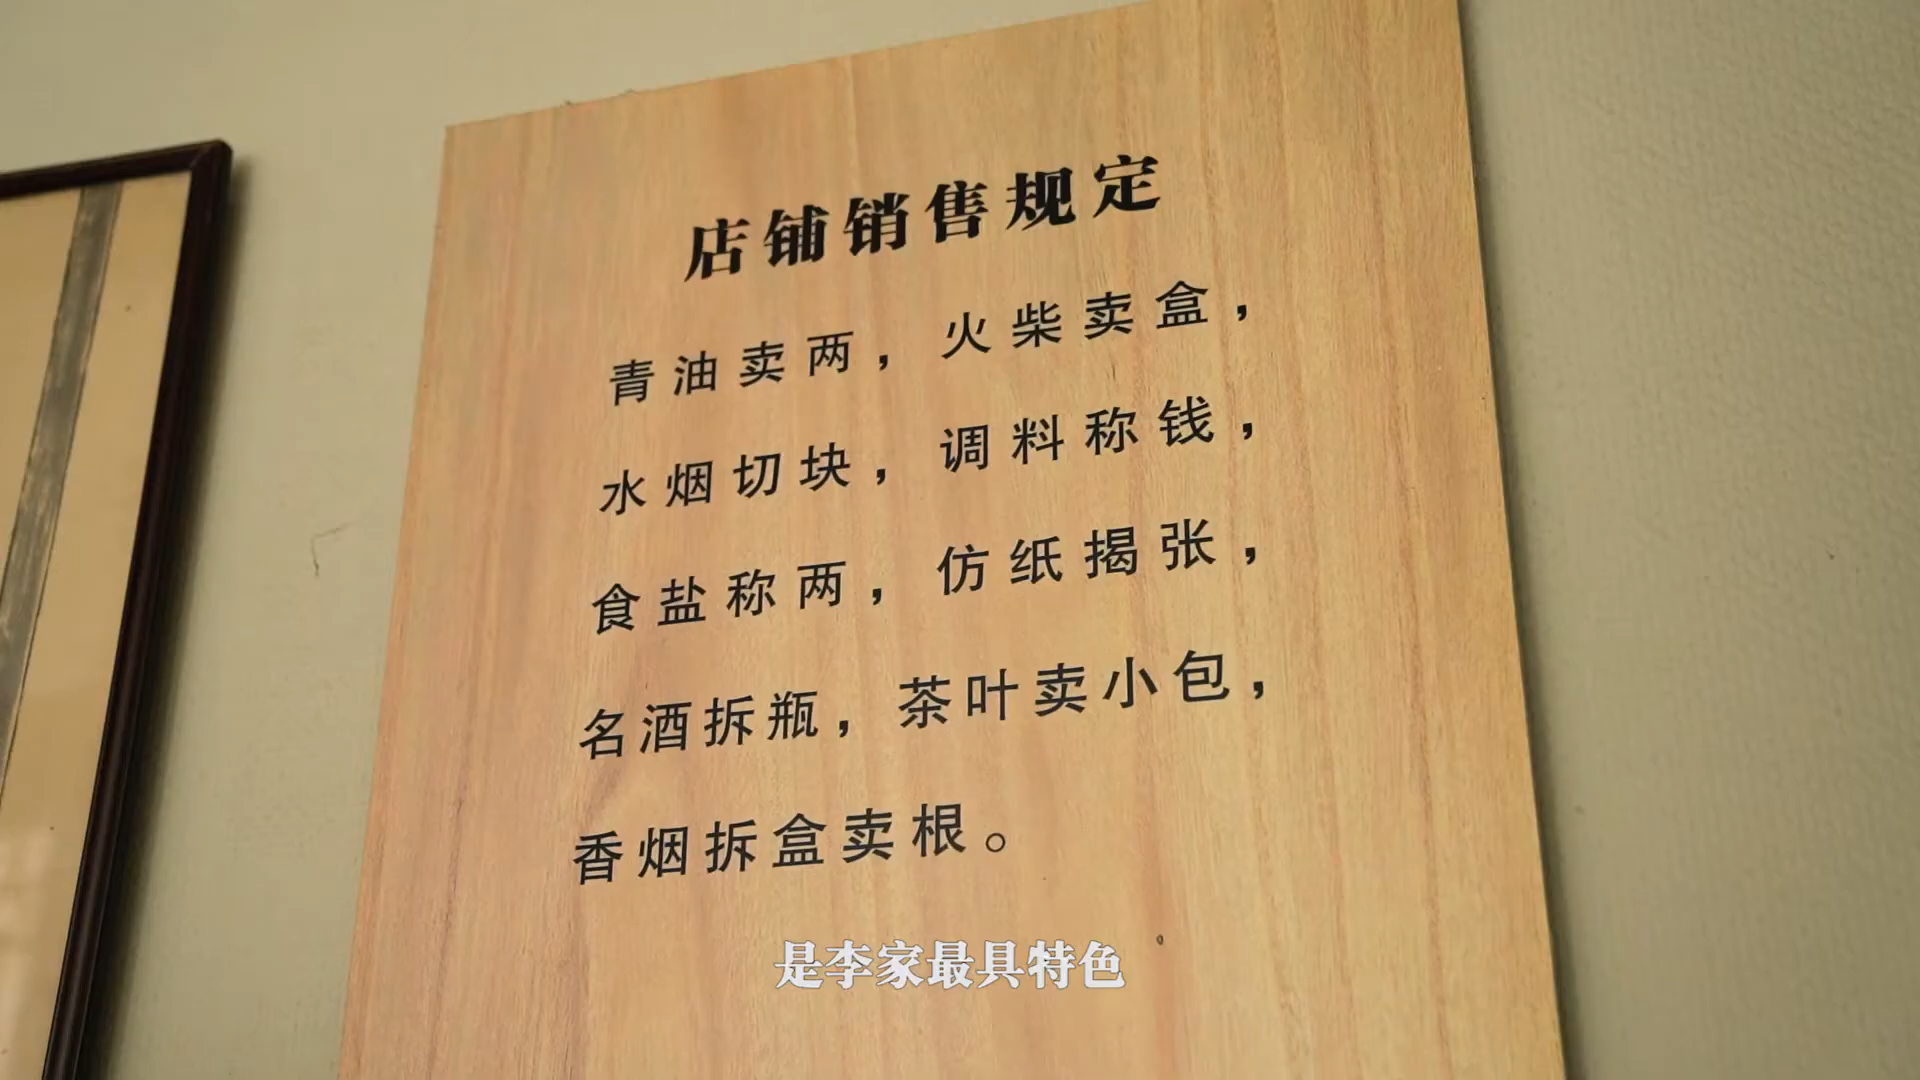 店铺销售规定
青油卖两，火柴卖盒，
水烟切块，调料称钱，
食盐称两，仿纸揭张，
名酒拆瓶，茶叶卖小包，
香烟拆盒卖根。
是李家最具特色